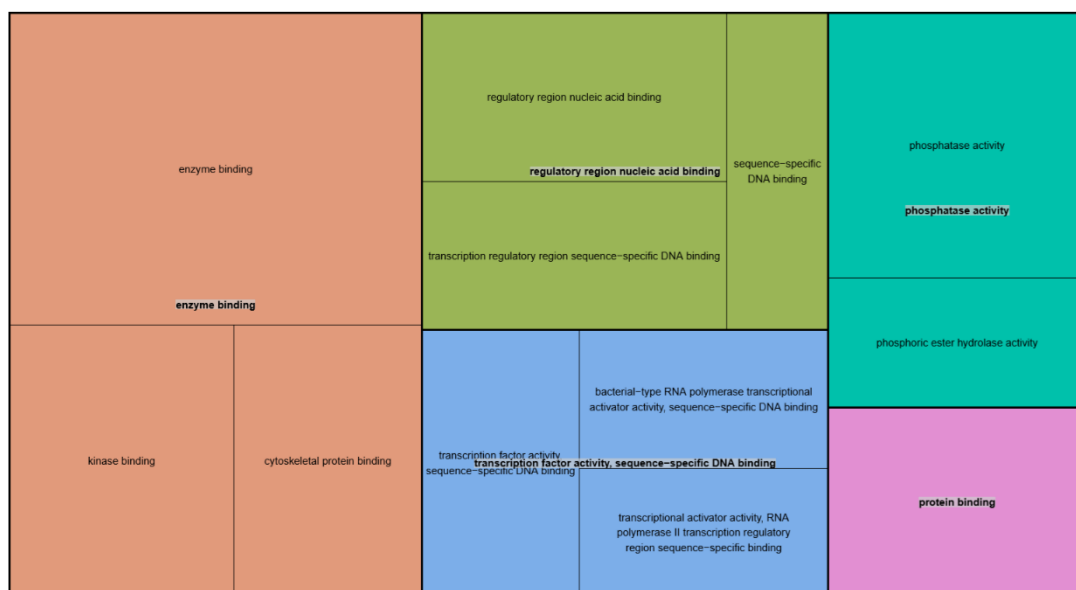 enzyme binding
enzyme binding
kinase binding
cytoskeletal protein binding
regulatory region nucleic acid binding
regulatory region nucleic acid binding
sequence−specific
DNA binding
transcription regulatory region sequence−specific DNA binding
bacterial−type RNA polymerase transcriptional
activator activity, sequence−specific DNA binding
transcription factor activity,
sequence−specific DNA binding
transcription factor activity, sequence−specific DNA binding
transcriptional activator activity, RNA
polymerase II transcription regulatory
region sequence−specific binding
phosphatase activity
phosphatase activity
phosphoric ester hydrolase activity
protein binding